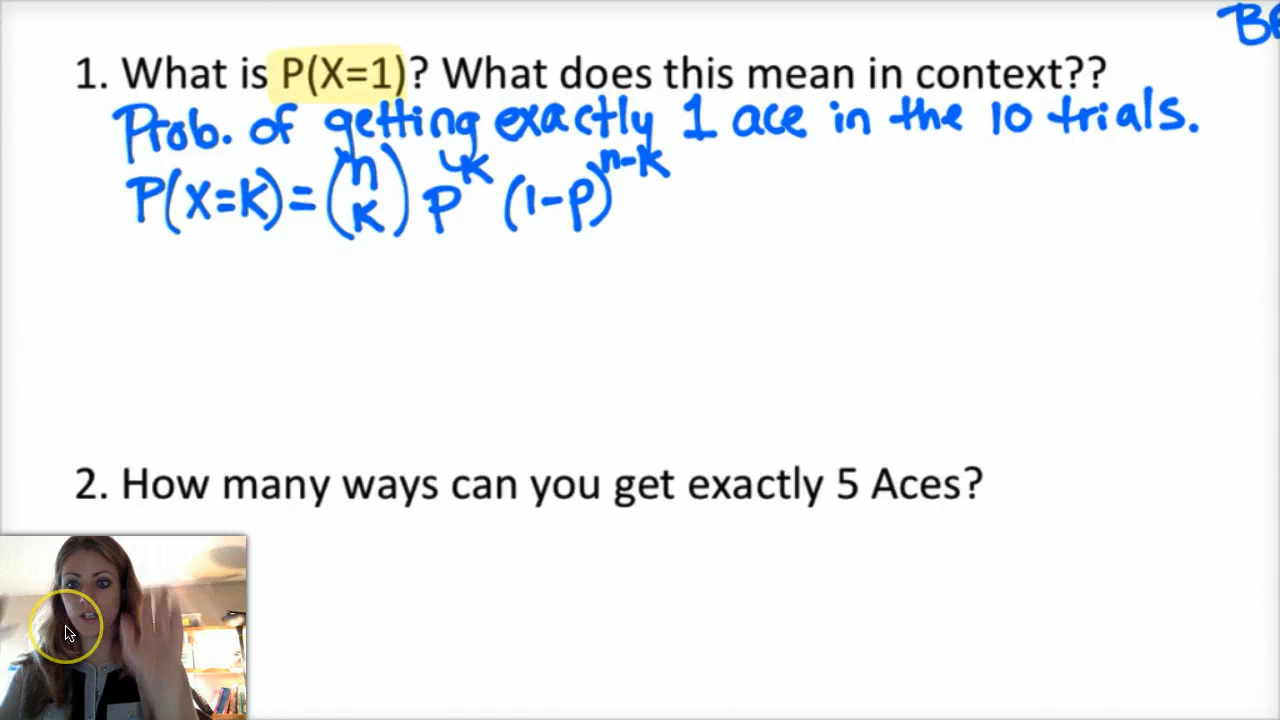 1. What is P(X=1)? What does this mean in context??
Prob. of getting exactly 1 ace in the 10 trials.
P(X=K)=(n K) P^K (1-P)^n-K
2. How many ways can you get exactly 5 Aces?